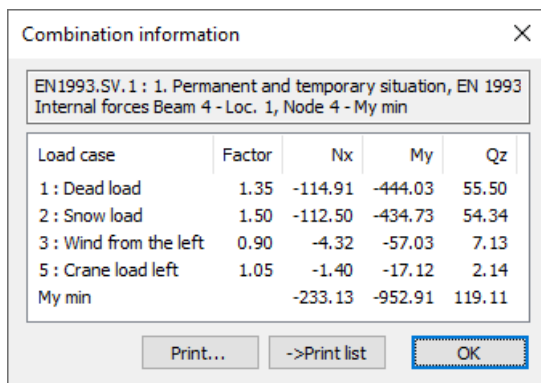 Combination information
EN1993.SV.1 : 1. Permanent and temporary situation, EN 1993
Internal forces Beam 4 - Loc. 1, Node 4 - My min
Load case Factor Nx My Qz
1 : Dead load 1.35 -114.91 -444.03 55.50
2 : Snow load 1.50 -112.50 -434.73 54.34
3 : Wind from the left 0.90 -4.32 -57.03 7.13
5 : Crane load left 1.05 -1.40 -17.12 2.14
My min -233.13 -952.91 119.11
Print... ->Print list OK